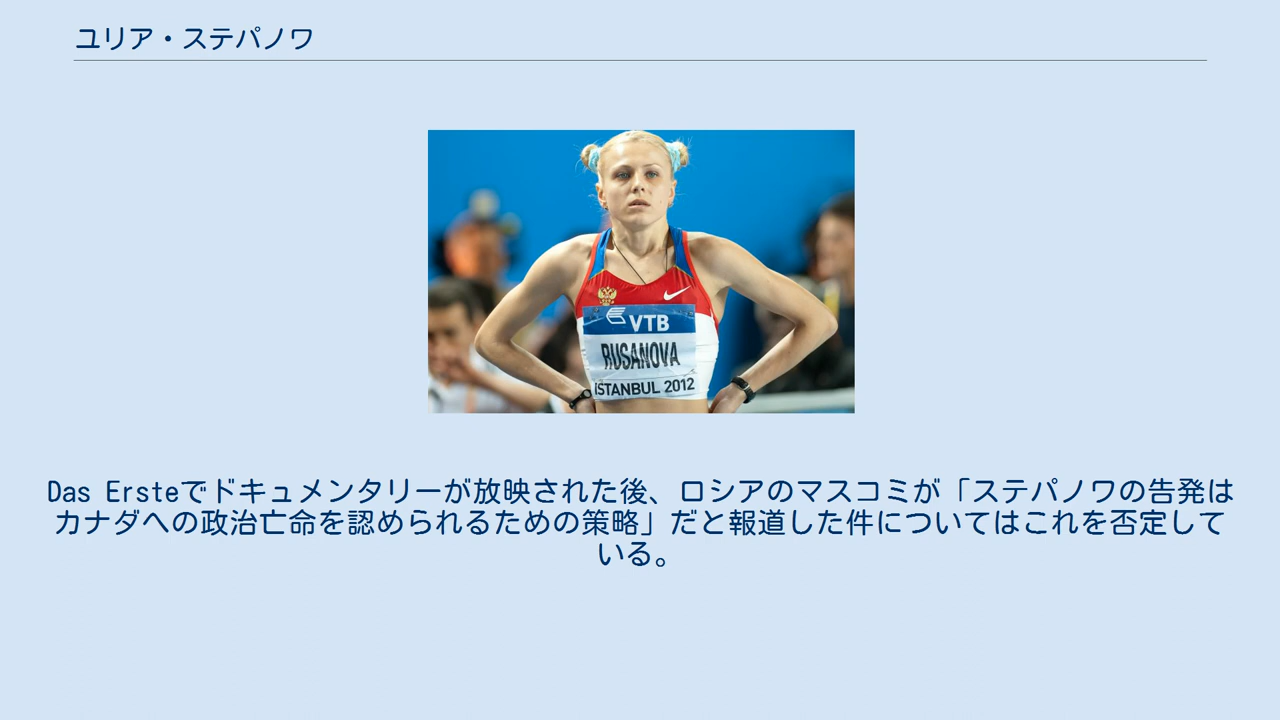 ユリア・ステパノワ
VTB
RUSANOVA
ISTANBUL 2012
Das Ersteでドキュメンタリーが放映された後、ロシアのマスコミが「ステパノワの告発は
カナダへの政治亡命を認められるための策略」だと報道した件についてはこれを否定して
いる。